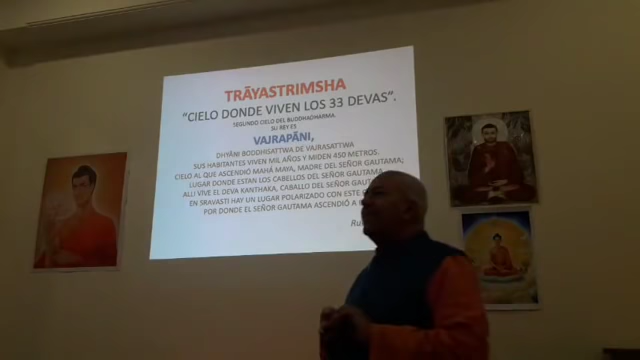 TRĀYASTRIMSHA
“CIELO DONDE VIVEN LOS 33 DEVAS”.
SEGUNDO CIELO DEL BUDDHADHARMA.
SU REY ES
VAJRAPĀNI,
DHYĀNI BODDHISATTWA DE VAJRASATTWA
SUS HABITANTES VIVEN MIL AÑOS Y MIDEN 450 METROS.
CIELO AL QUE ASCENDIÓ MAHĀ MAYA, MADRE DEL SEÑOR GAUTAMA;
LUGAR DONDE ESTAN LOS CABELLOS DEL SEÑOR GAUTAMA
ALLI VIVE EL DEVA KANTHAKA, CABALLO DEL SEÑOR
EN SRAVASTI HAY UN LUGAR POLARIZADO CON ESTE
POR DONDE EL SEÑOR GAUTAMA ASCENDIÓ A